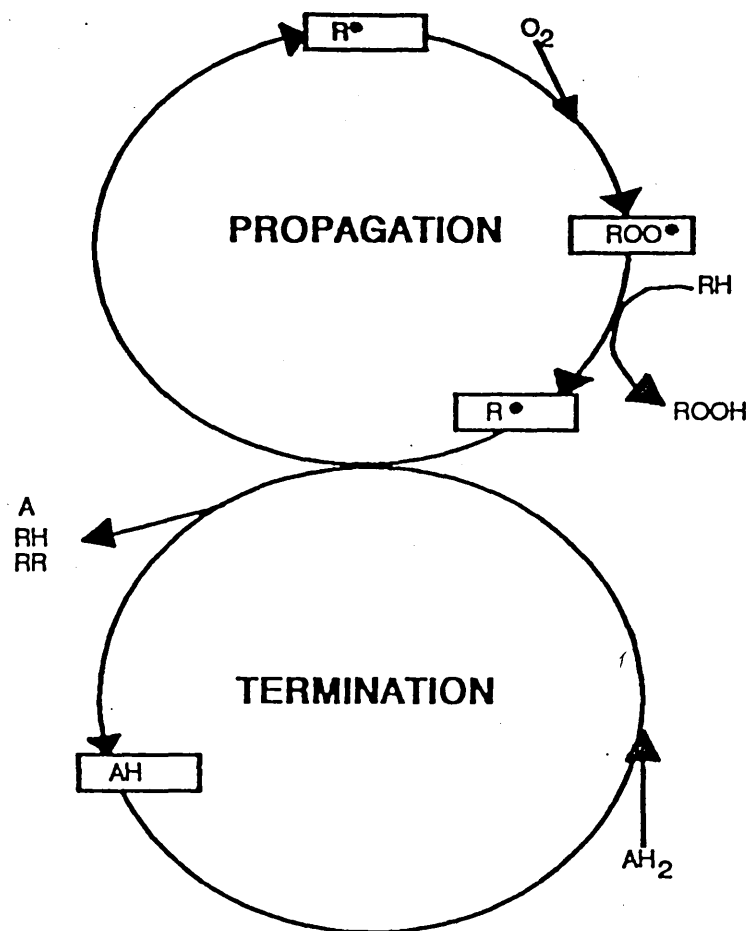 R•
O₂
PROPAGATION
ROO•
RH
R•
ROOH
A
RH
RR
TERMINATION
AH
AH₂